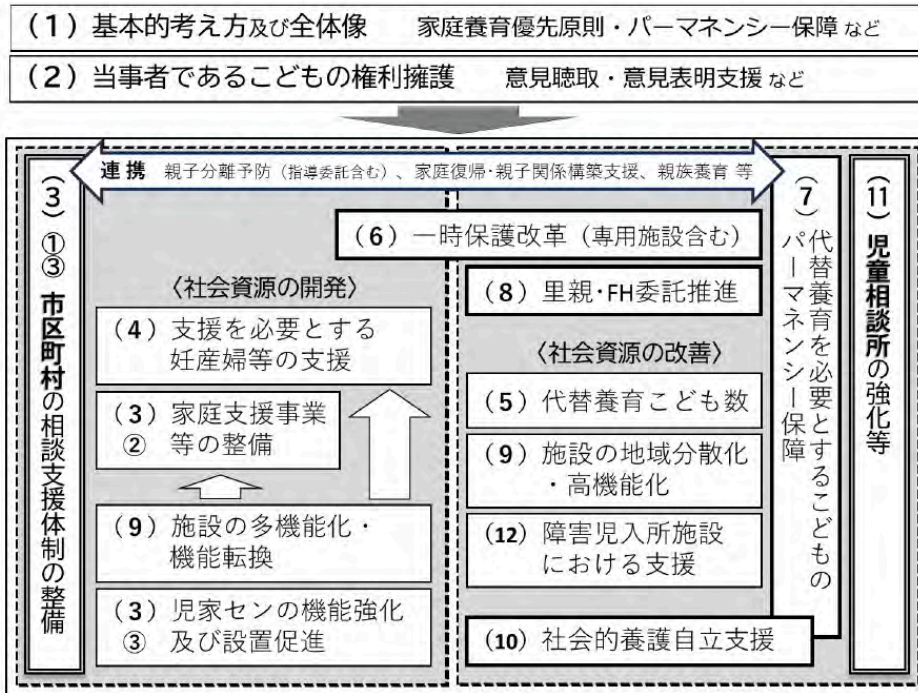 (1) 基本的考え方及び全体像　家庭養育優先原則・パーマネンシー保障 など
(2) 当事者であるこどもの権利擁護　意見聴取・意見表明支援 など
連携 親子分離予防（指導委託含む）、家庭復帰・親子関係構築支援、親族養育 等
(3) ①③ 市区町村の相談支援体制の整備
〈社会資源の開発〉
(4) 支援を必要とする
妊産婦等の支援
(3) 家庭支援事業
② 等の整備
(9) 施設の多機能化・
機能転換
(3) 児家センの機能強化
③ 及び設置促進
(6) 一時保護改革（専用施設含む）
(8) 里親・FH委託推進
〈社会資源の改善〉
(5) 代替養育こども数
(9) 施設の地域分散化
・高機能化
(12) 障害児入所施設
における支援
(10) 社会的養護自立支援
(7) 代替養育を必要とするこどもの
パーマネンシー保障
(11) 児童相談所の強化等